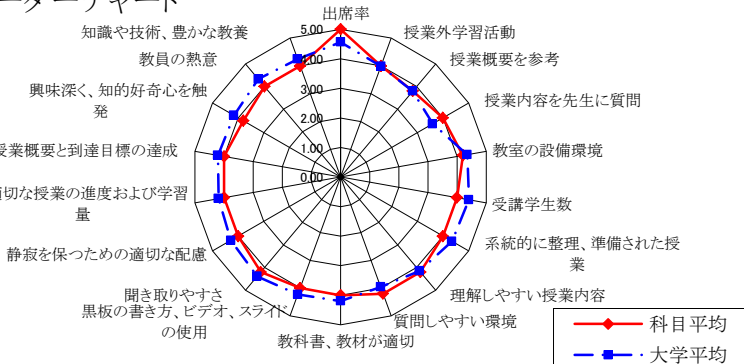 ーダーチャート
出席率
授業外学習活動
授業概要を参考
授業内容を先生に質問
教室の設備環境
受講学生数
系統的に整理、準備された授
業
理解しやすい授業内容
質問しやすい環境
教科書、教材が適切
黒板の書き方、ビデオ、スライド
の使用
聞き取りやすさ
静寂を保つための適切な配慮
適切な授業の進度および学習
量
授業概要と到達目標の達成
興味深く、知的好奇心を触
発
教員の熱意
知識や技術、豊かな教養
5.00
4.00
3.00
2.00
1.00
0.00
科目平均
大学平均